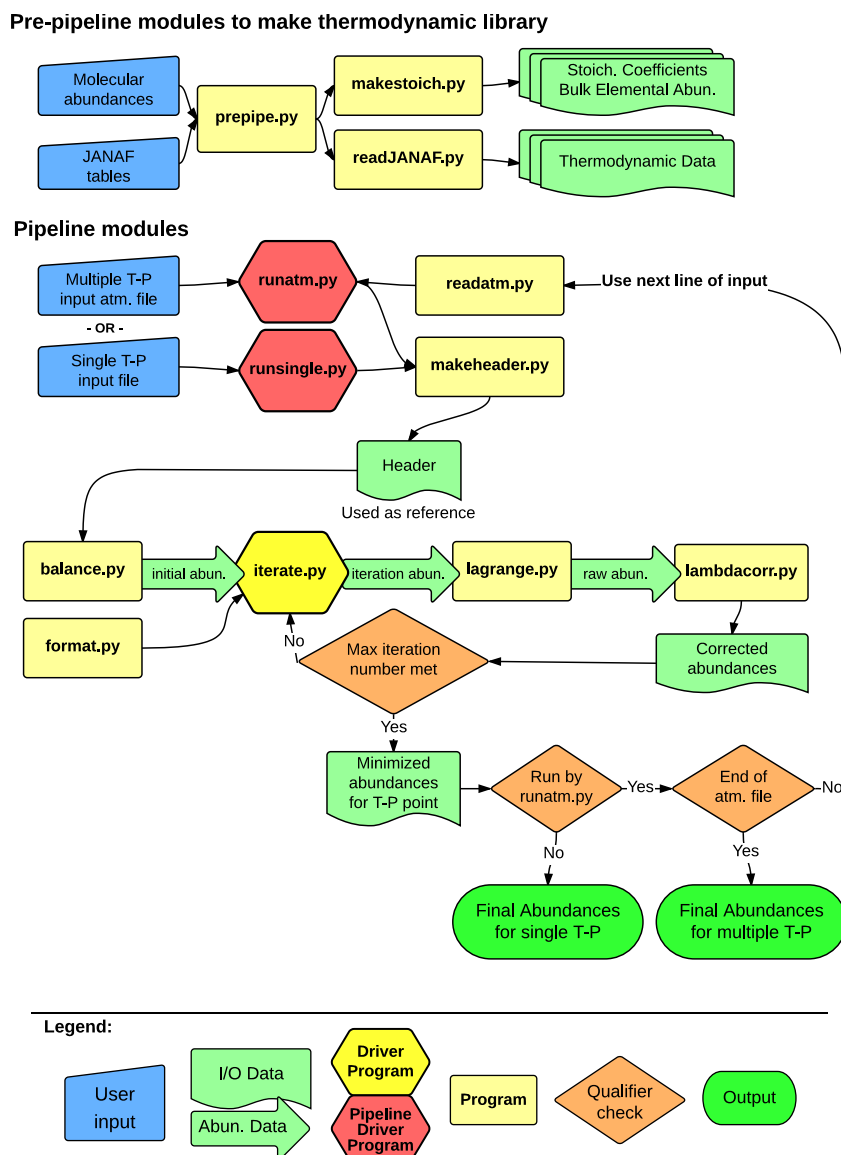 Pre-pipeline modules to make thermodynamic library
Molecular
abundances
JANAF
tables
prepipe.py
makestoich.py
readJANAF.py
Stoich. Coefficients
Bulk Elemental Abun.
Thermodynamic Data
Pipeline modules
Multiple T-P
input atm. file
- OR -
Single T-P
input file
runatm.py
runsingle.py
readatm.py
makeheader.py
Use next line of input
Header
Used as reference
balance.py
initial abun.
iterate.py
iteration abun.
lagrange.py
raw abun.
lambdacorr.py
format.py
No
Max iteration
number met
Corrected
abundances
Yes
Minimized
abundances
for T-P point
Run by
runatm.py
Yes
End of
atm. file
No
No
Yes
Final Abundances
for single T-P
Final Abundances
for multiple T-P
Legend:
User
input
I/O Data
Abun. Data
Driver
Program
Pipeline
Driver
Program
Program
Qualifier
check
Output